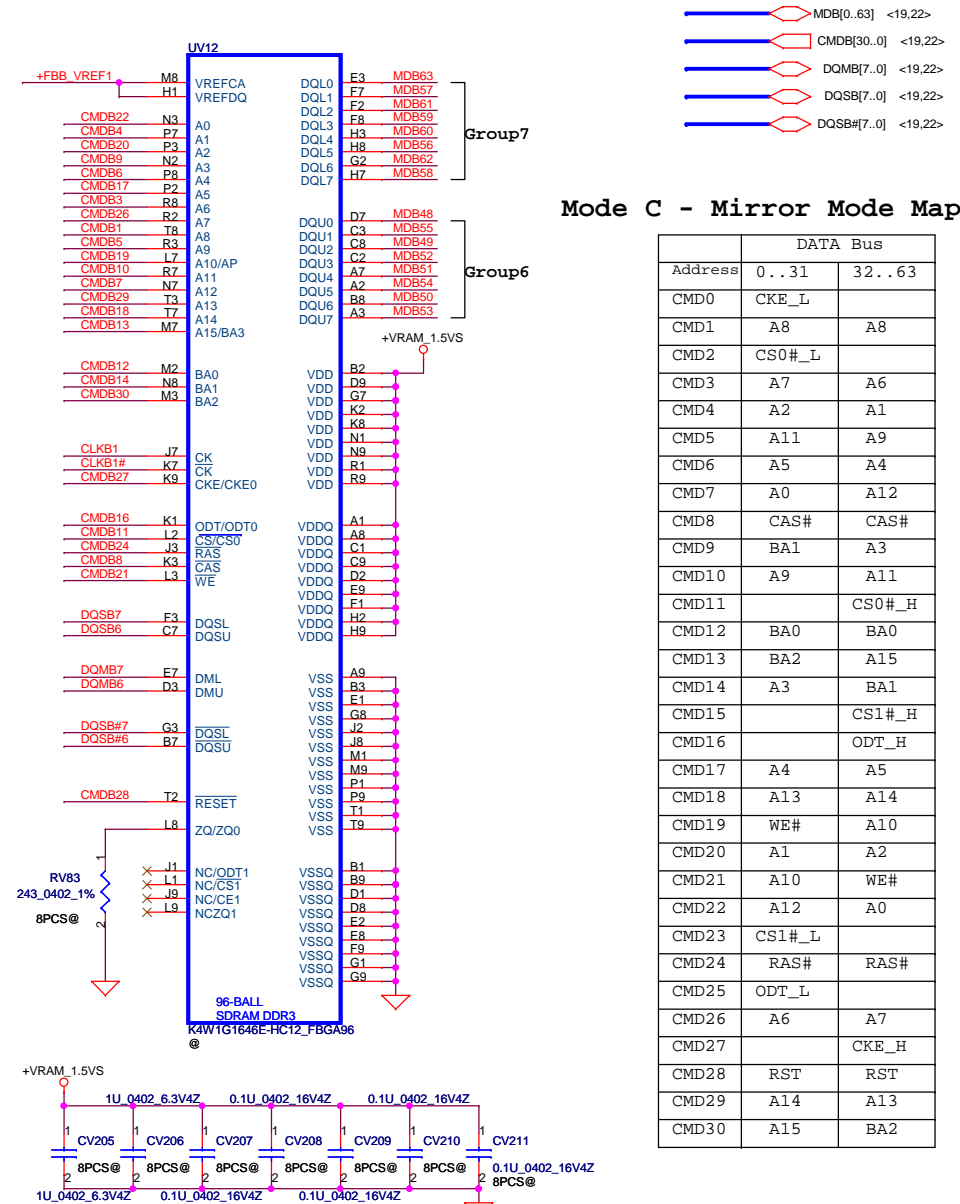 MDB[0..63] <19,22>
CMDB[30..0] <19,22>
DQMB[7..0] <19,22>
DQSB[7..0] <19,22>
DQSB#[7..0] <19,22>
UV12
+FBB_VREF1 M8 VREFCA DQL0 E3 MDB63
H1 VREFDQ DQL1 F7 MDB57
DQL2 F2 MDB61
CMDB22 N3 A0 DQL3 F8 MDB59
CMDB4 P7 A1 DQL4 H3 MDB60 Group7
CMDB20 P3 A2 DQL5 H8 MDB56
CMDB9 N2 A3 DQL6 G2 MDB62
CMDB6 P8 A4 DQL7 H7 MDB58
CMDB17 P2 A5
CMDB3 R8 A6
CMDB26 R2 A7 DQU0 D7 MDB48
CMDB1 T8 A8 DQU1 C3 MDB55
CMDB5 R3 A9 DQU2 C8 MDB49
CMDB19 L7 A10/AP DQU3 C2 MDB52
CMDB10 R7 A11 DQU4 A7 MDB51 Group6
CMDB7 N7 A12 DQU5 A2 MDB54
CMDB29 T3 A13 DQU6 B8 MDB50
CMDB18 T7 A14 DQU7 A3 MDB53
CMDB13 M7 A15/BA3
+VRAM_1.5VS
CMDB12 M2 BA0 VDD B2
CMDB14 N8 BA1 VDD D9
CMDB30 M3 BA2 VDD G7
VDD K2
VDD K8
VDD N1
CLKB1 J7 CK VDD N9
CLKB1# K7 CK VDD R1
CMDB27 K9 CKE/CKE0 VDD R9
CMDB16 K1 ODT/ODT0 VDDQ A1
CMDB11 L2 CS/CS0 VDDQ A8
CMDB24 J3 RAS VDDQ C1
CMDB8 K3 CAS VDDQ C9
CMDB21 L3 WE VDDQ D2
VDDQ E9
VDDQ F1
DQSB7 F3 DQSL VDDQ H2
DQSB6 C7 DQSU VDDQ H9
DQMB7 E7 DML VSS A9
DQMB6 D3 DMU VSS B3
VSS E1
VSS G8
DQSB#7 G3 DQSL VSS J2
DQSB#6 B7 DQSU VSS J8
VSS M1
VSS M9
VSS P1
CMDB28 T2 RESET VSS P9
VSS T1
L8 ZQ/ZQ0 VSS T9
1
RV83
243_0402_1%
8PCS@
2
J1 NC/ODT1 VSSQ B1
L1 NC/CS1 VSSQ B9
J9 NC/CE1 VSSQ D1
L9 NCZQ1 VSSQ D8
VSSQ E2
VSSQ E8
VSSQ F9
VSSQ G1
VSSQ G9
96-BALL
SDRAM DDR3
K4W1G1646E-HC12_FBGA96
@
+VRAM_1.5VS
1U_0402_6.3V4Z 0.1U_0402_16V4Z 0.1U_0402_16V4Z
1 1 1 1 1 1 1
CV205 CV206 CV207 CV208 CV209 CV210 CV211
8PCS@ 8PCS@ 8PCS@ 8PCS@ 8PCS@ 8PCS@ 0.1U_0402_16V4Z
2 2 2 2 2 2 2 8PCS@
1U_0402_6.3V4Z 0.1U_0402_16V4Z 0.1U_0402_16V4Z
Mode C - Mirror Mode Map
DATA Bus
Address 0..31 32..63
CMD0 CKE_L
CMD1 A8 A8
CMD2 CS0#_L
CMD3 A7 A6
CMD4 A2 A1
CMD5 A11 A9
CMD6 A5 A4
CMD7 A0 A12
CMD8 CAS# CAS#
CMD9 BA1 A3
CMD10 A9 A11
CMD11 CS0#_H
CMD12 BA0 BA0
CMD13 BA2 A15
CMD14 A3 BA1
CMD15 CS1#_H
CMD16 ODT_H
CMD17 A4 A5
CMD18 A13 A14
CMD19 WE# A10
CMD20 A1 A2
CMD21 A10 WE#
CMD22 A12 A0
CMD23 CS1#_L
CMD24 RAS# RAS#
CMD25 ODT_L
CMD26 A6 A7
CMD27 CKE_H
CMD28 RST RST
CMD29 A14 A13
CMD30 A15 BA2